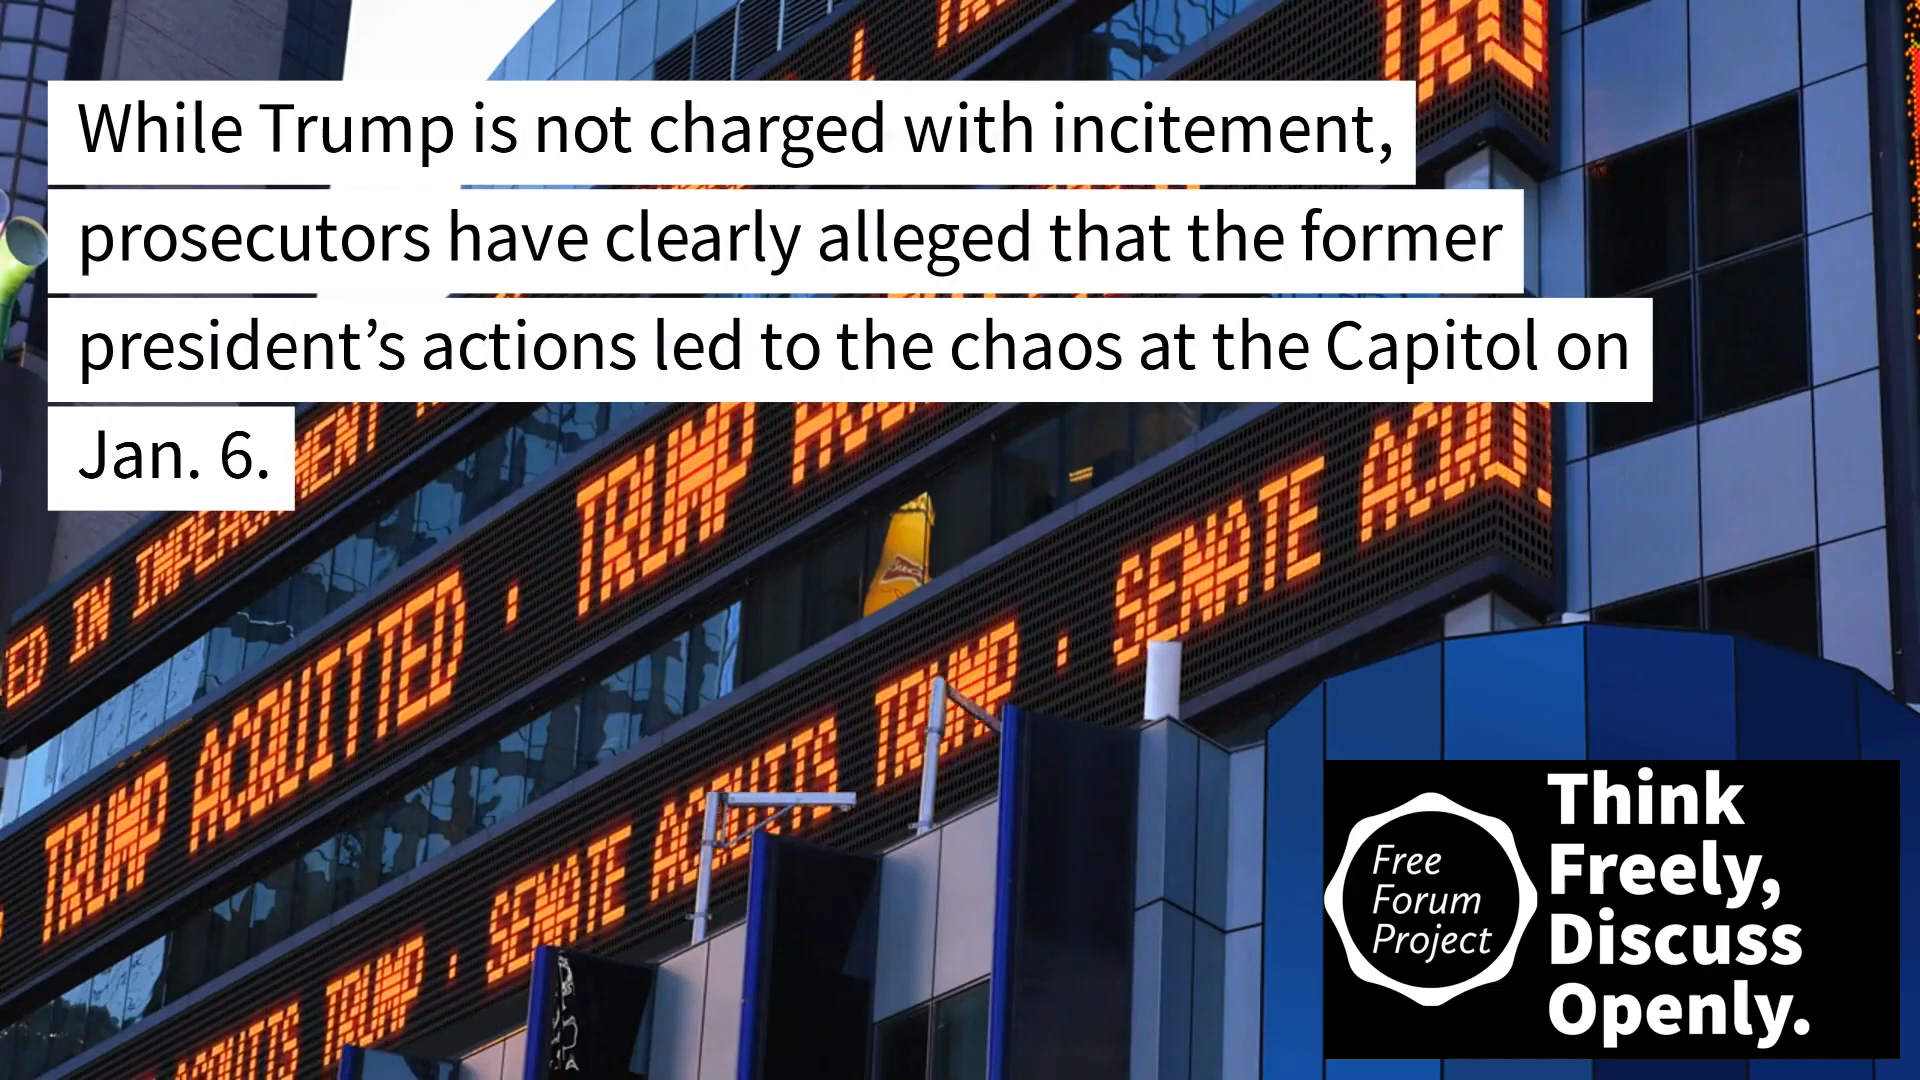 While Trump is not charged with incitement,
prosecutors have clearly alleged that the former
president’s actions led to the chaos at the Capitol on
Jan. 6.
IN
TRUMP
ACQUITTED · TRUMP
TRUMP · SENATE
SENATE ACQUITS
ACQUITS TRUMP ·
Free
Forum
Project
Think
Freely,
Discuss
Openly.